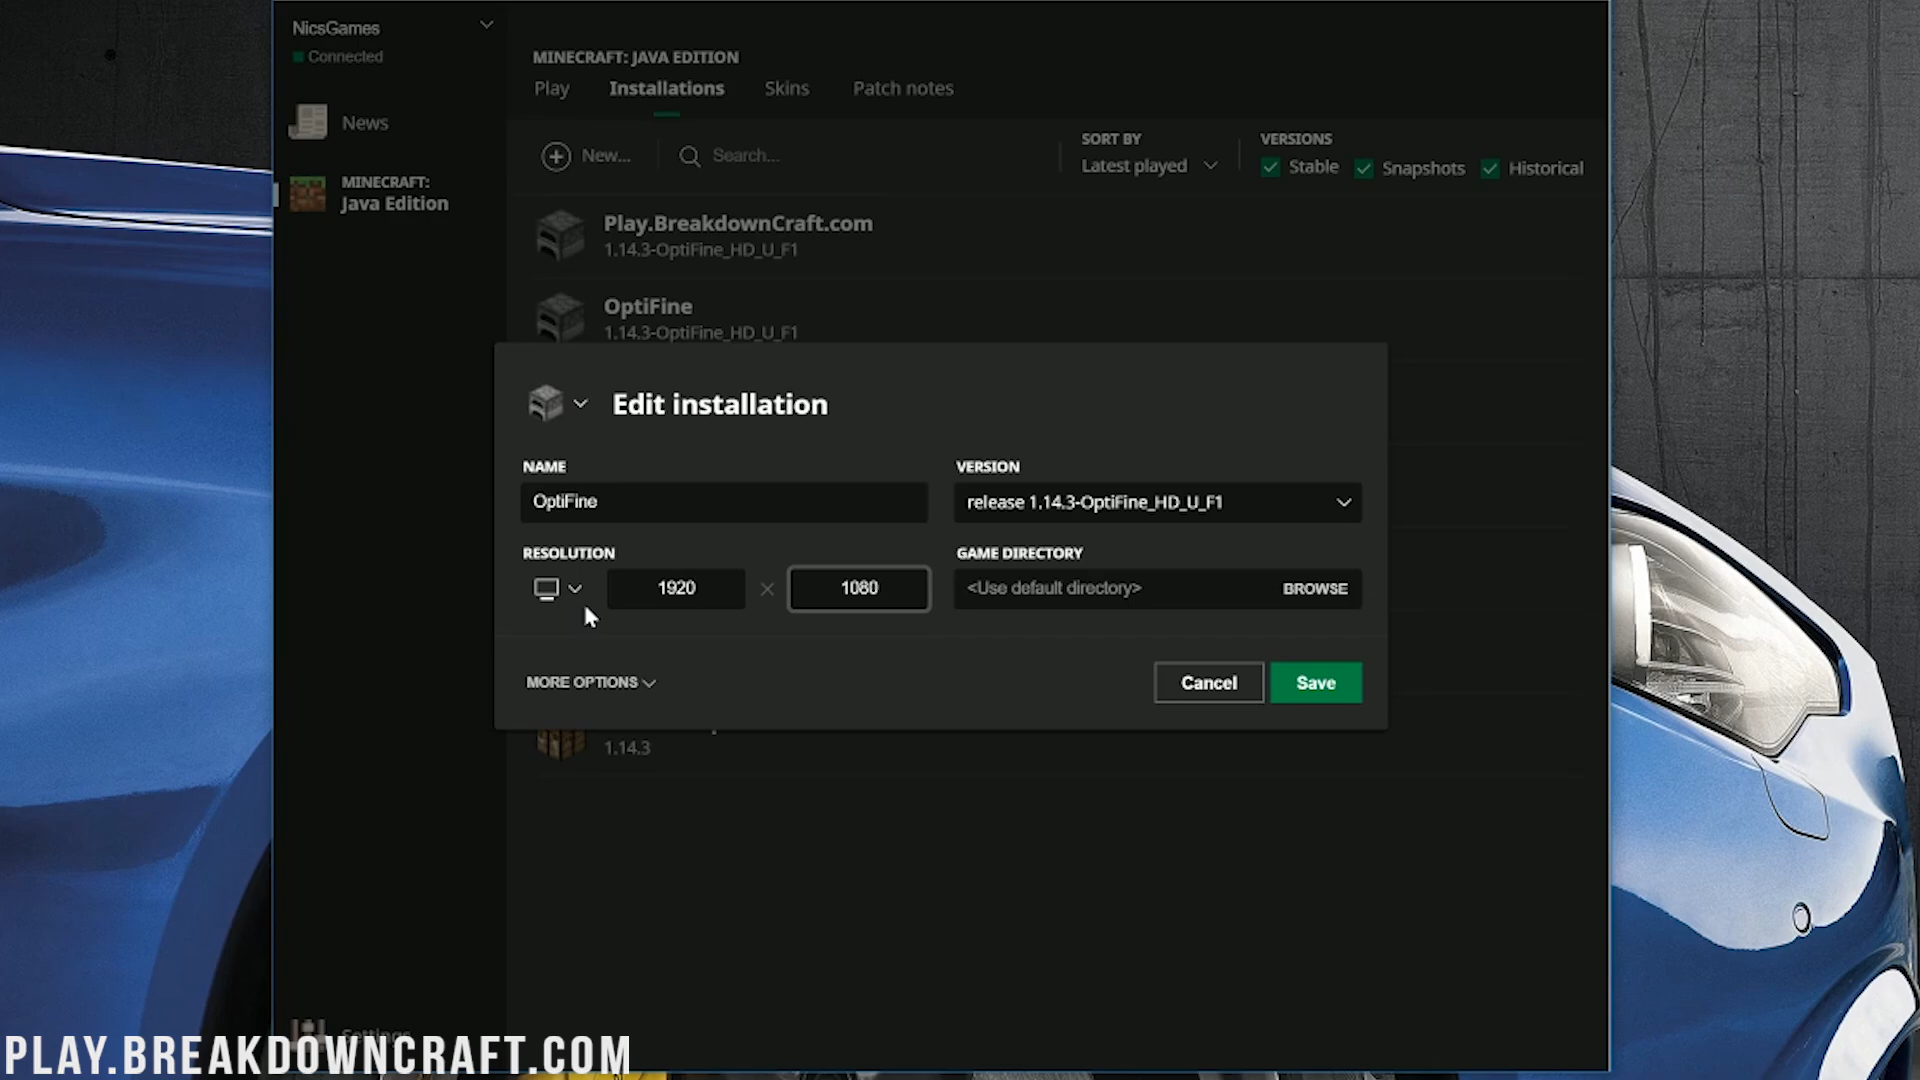 NicsGames
Connected
News
MINECRAFT:
Java Edition
Settings
MINECRAFT: JAVA EDITION
Play Installations Skins Patch notes
New... Search...
SORT BY
Latest played
VERSIONS
Stable Snapshots Historical
Play.BreakdownCraft.com
1.14.3-OptiFine_HD_U_F1
OptiFine
1.14.3-OptiFine_HD_U_F1
Edit installation
NAME
OptiFine
VERSION
release 1.14.3-OptiFine_HD_U_F1
RESOLUTION
1920 × 1080
GAME DIRECTORY
<Use default directory> BROWSE
MORE OPTIONS
Cancel Save
1.14.3
PLAY.BREAKDOWNCRAFT.COM